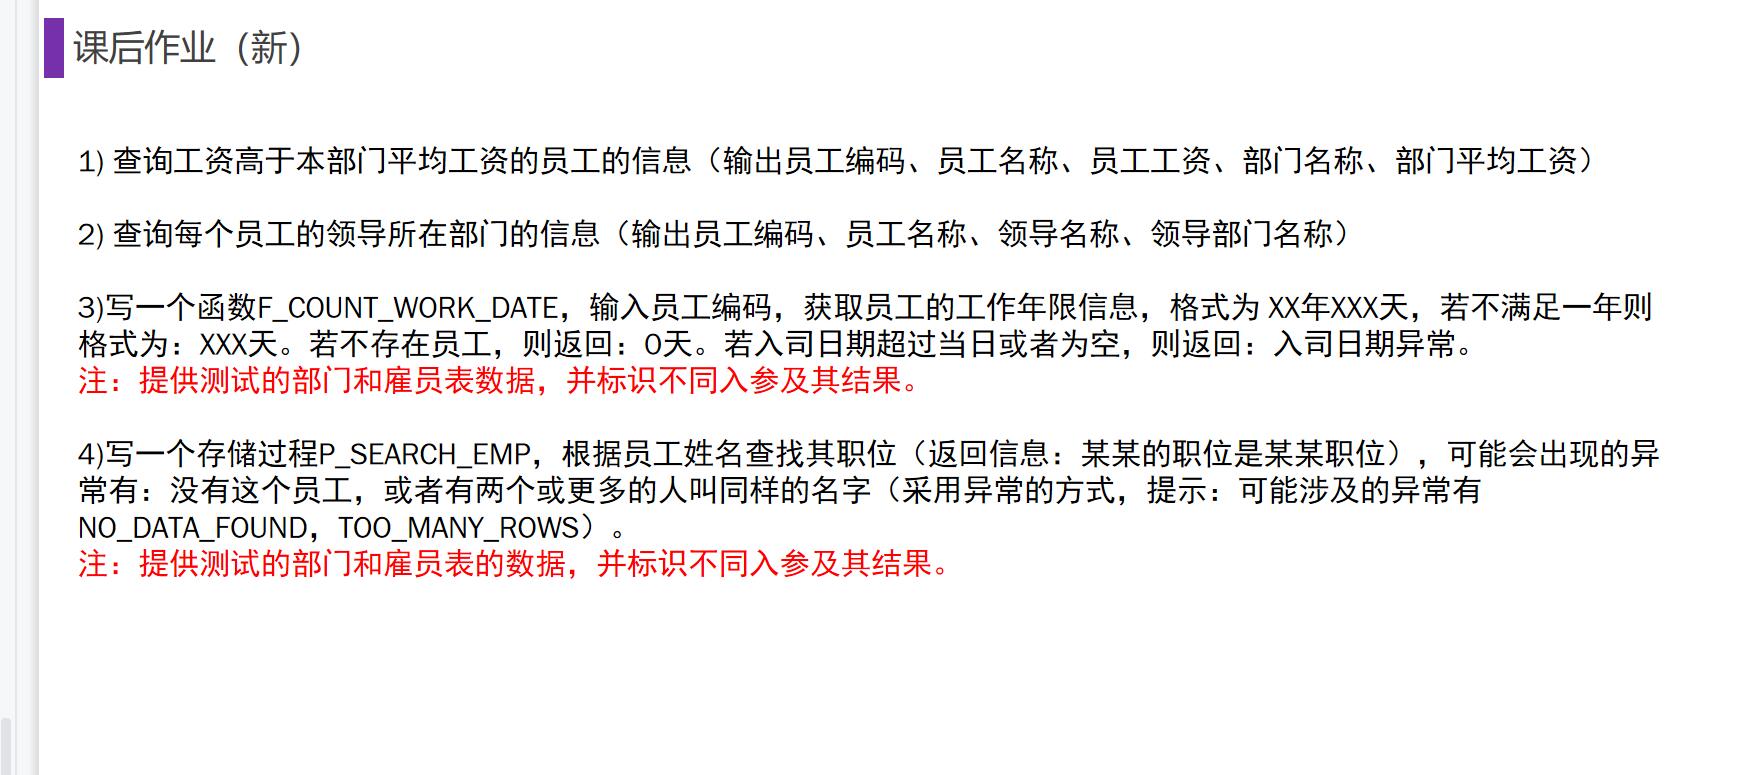 课后作业（新）
1) 查询工资高于本部门平均工资的员工的信息（输出员工编码、员工名称、员工工资、部门名称、部门平均工资）
2) 查询每个员工的领导所在部门的信息（输出员工编码、员工名称、领导名称、领导部门名称）
3)写一个函数F_COUNT_WORK_DATE，输入员工编码，获取员工的工作年限信息，格式为 XX年XXX天，若不满足一年则
格式为：XXX天。若不存在员工，则返回：0天。若入司日期超过当日或者为空，则返回：入司日期异常。
注：提供测试的部门和雇员表数据，并标识不同入参及其结果。
4)写一个存储过程P_SEARCH_EMP，根据员工姓名查找其职位（返回信息：某某的职位是某某职位），可能会出现的异
常有：没有这个员工，或者有两个或更多的人叫同样的名字（采用异常的方式，提示：可能涉及的异常有
NO_DATA_FOUND，TOO_MANY_ROWS）。
注：提供测试的部门和雇员表的数据，并标识不同入参及其结果。